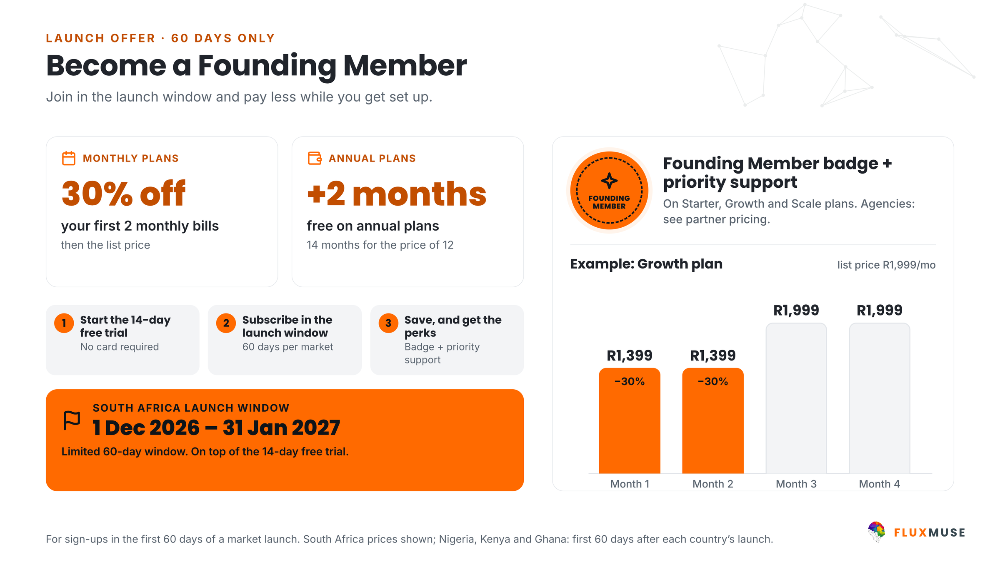 LAUNCH OFFER · 60 DAYS ONLY
Become a Founding Member
Join in the launch window and pay less while you get set up.
MONTHLY PLANS
30% off
your first 2 monthly bills
then the list price
ANNUAL PLANS
+2 months
free on annual plans
14 months for the price of 12
1
Start the 14-day
free trial
No card required
2
Subscribe in the
launch window
60 days per market
3
Save, and get the
perks
Badge + priority
support
SOUTH AFRICA LAUNCH WINDOW
1 Dec 2026 – 31 Jan 2027
Limited 60-day window. On top of the 14-day free trial.
FOUNDING
MEMBER
Founding Member badge +
priority support
On Starter, Growth and Scale plans. Agencies:
see partner pricing.
Example: Growth plan
list price R1,999/mo
R1,399
R1,399
R1,999
R1,999
−30%
−30%
Month 1
Month 2
Month 3
Month 4
For sign-ups in the first 60 days of a market launch. South Africa prices shown; Nigeria, Kenya and Ghana: first 60 days after each country’s launch.
FLUXMUSE